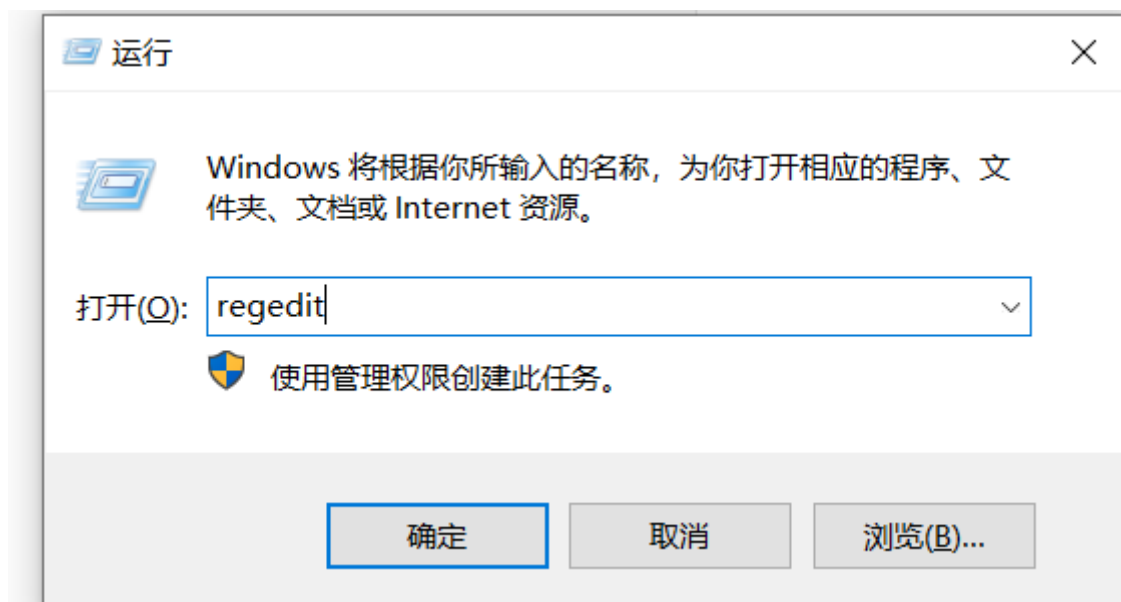 运行
Windows 将根据你所输入的名称，为你打开相应的程序、文
件夹、文档或 Internet 资源。
打开(O): regedit
使用管理权限创建此任务。
确定 取消 浏览(B)...